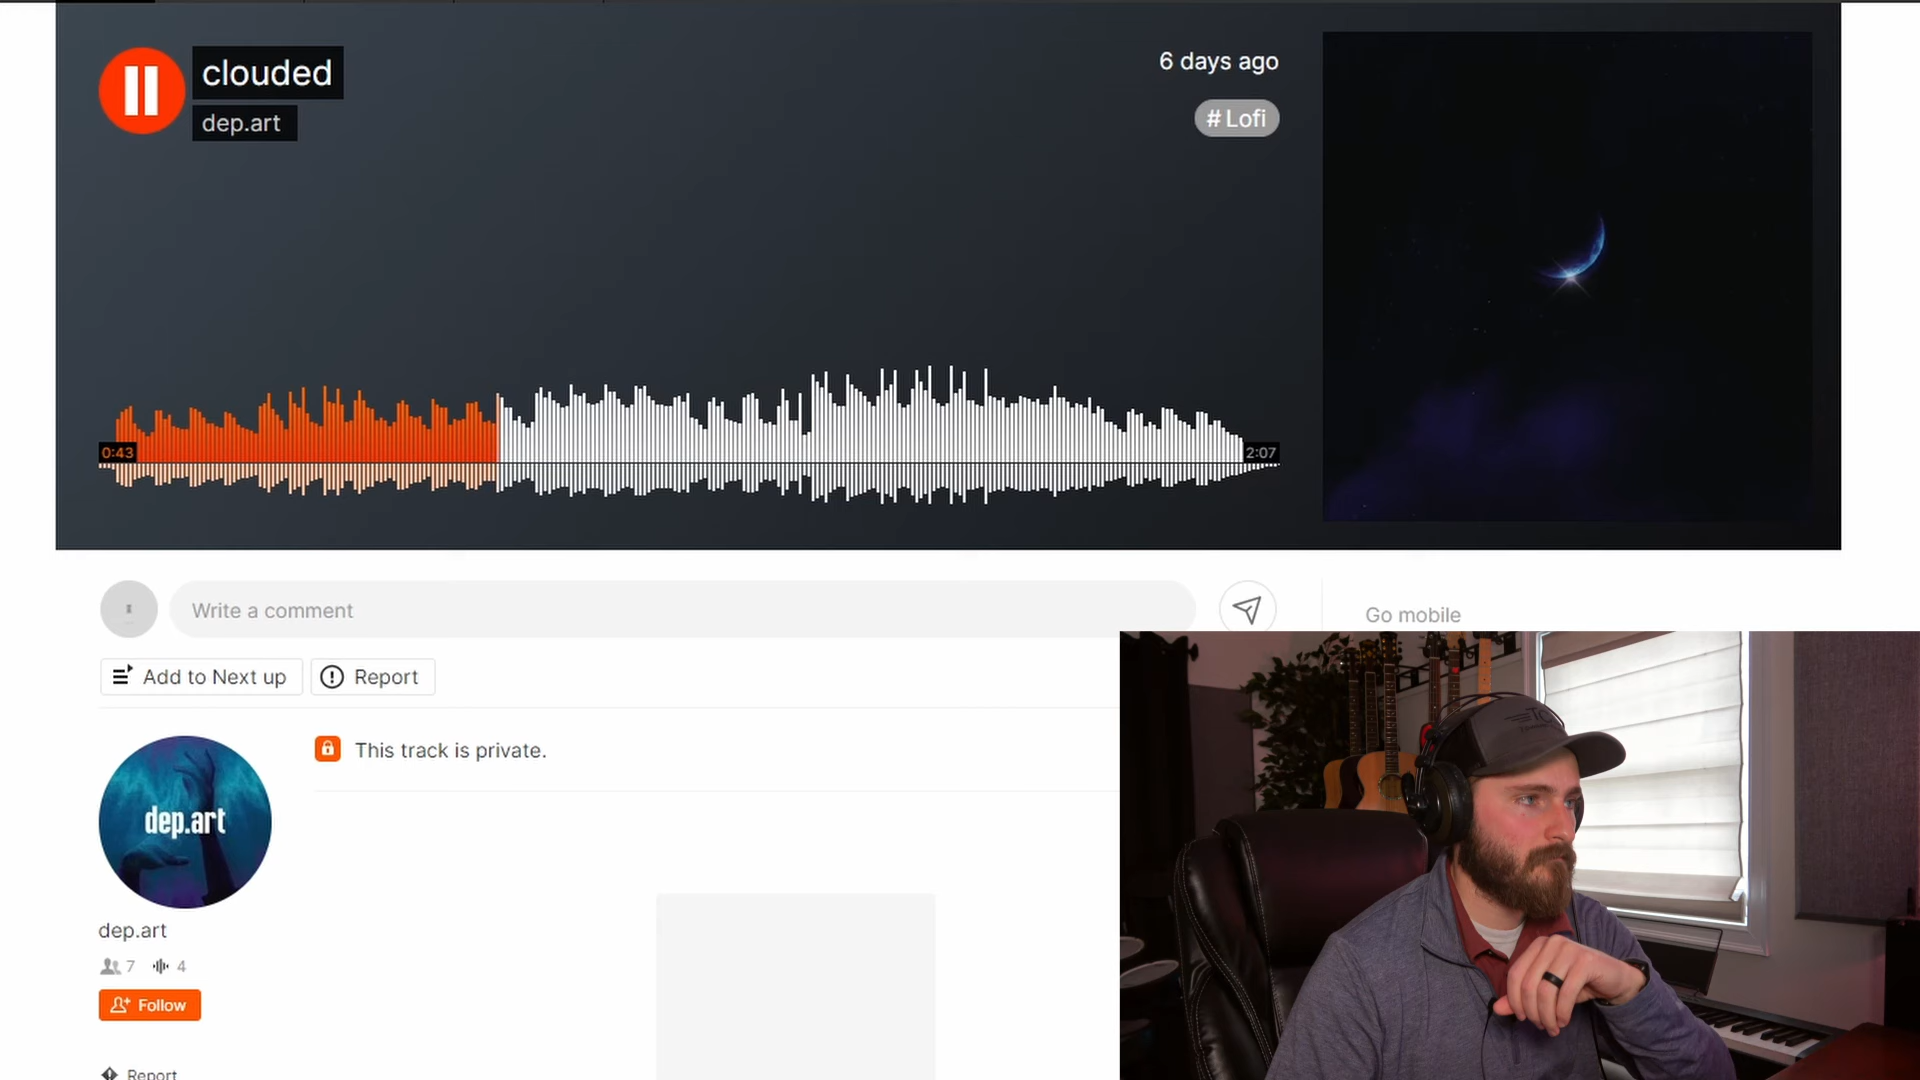 clouded
dep.art
6 days ago
# Lofi
0:43
2:07
Write a comment
Go mobile
Add to Next up
Report
This track is private.
dep.art
dep.art
7
4
Follow
Report